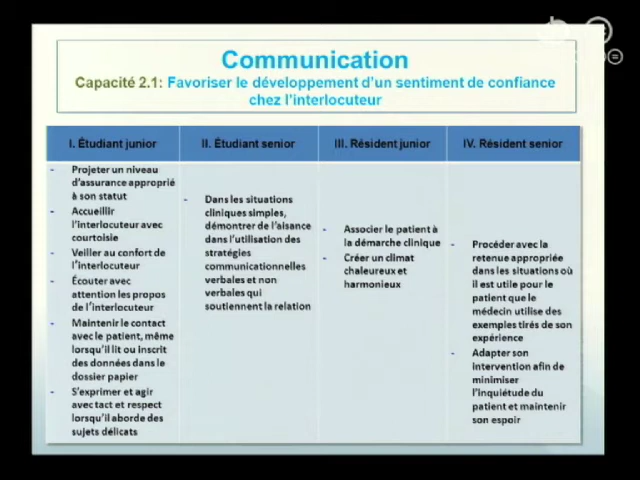 Communication
Capacité 2.1: Favoriser le développement d'un sentiment de confiance
chez l'interlocuteur
I. Étudiant junior
II. Étudiant senior
III. Résident junior
IV. Résident senior
- Projeter un niveau
d'assurance approprié
à son statut
- Accueillir
l'interlocuteur avec
courtoisie
- Veiller au confort de
l'interlocuteur
- Écouter avec
attention les propos
de l'interlocuteur
- Maintenir le contact
avec le patient, même
lorsqu'il lit ou inscrit
des données dans le
dossier papier
- S'exprimer et agir
avec tact et respect
lorsqu'il aborde des
sujets délicats
- Dans les situations
cliniques simples,
démontrer de l'aisance
dans l'utilisation des
stratégies
communicationnelles
verbales et non
verbales qui
soutiennent la relation
- Associer le patient à
la démarche clinique
- Créer un climat
chaleureux et
harmonieux
- Procéder avec la
retenue appropriée
dans les situations où
il est utile pour le
patient que le
médecin utilise des
exemples tirés de son
expérience
- Adapter son
intervention afin de
minimiser
l'inquiétude du
patient et maintenir
son espoir